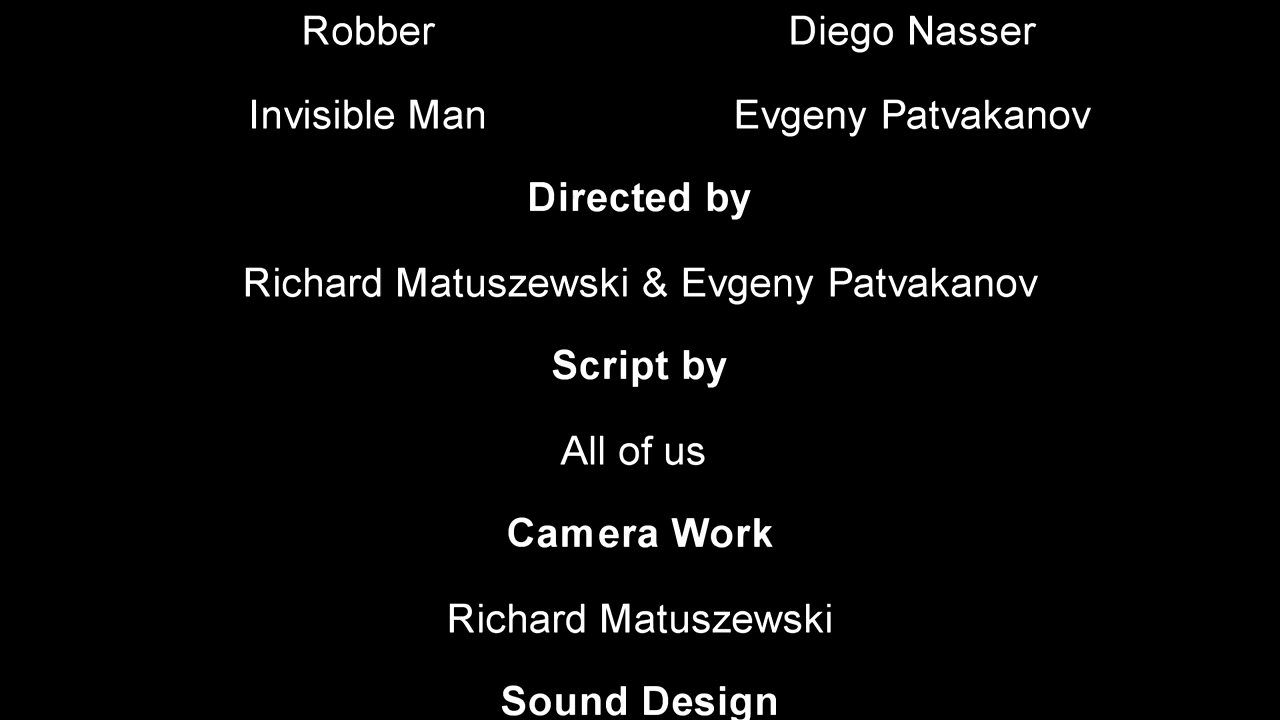 Robber Diego Nasser
Invisible Man Evgeny Patvakanov
Directed by
Richard Matuszewski & Evgeny Patvakanov
Script by
All of us
Camera Work
Richard Matuszewski
Sound Design